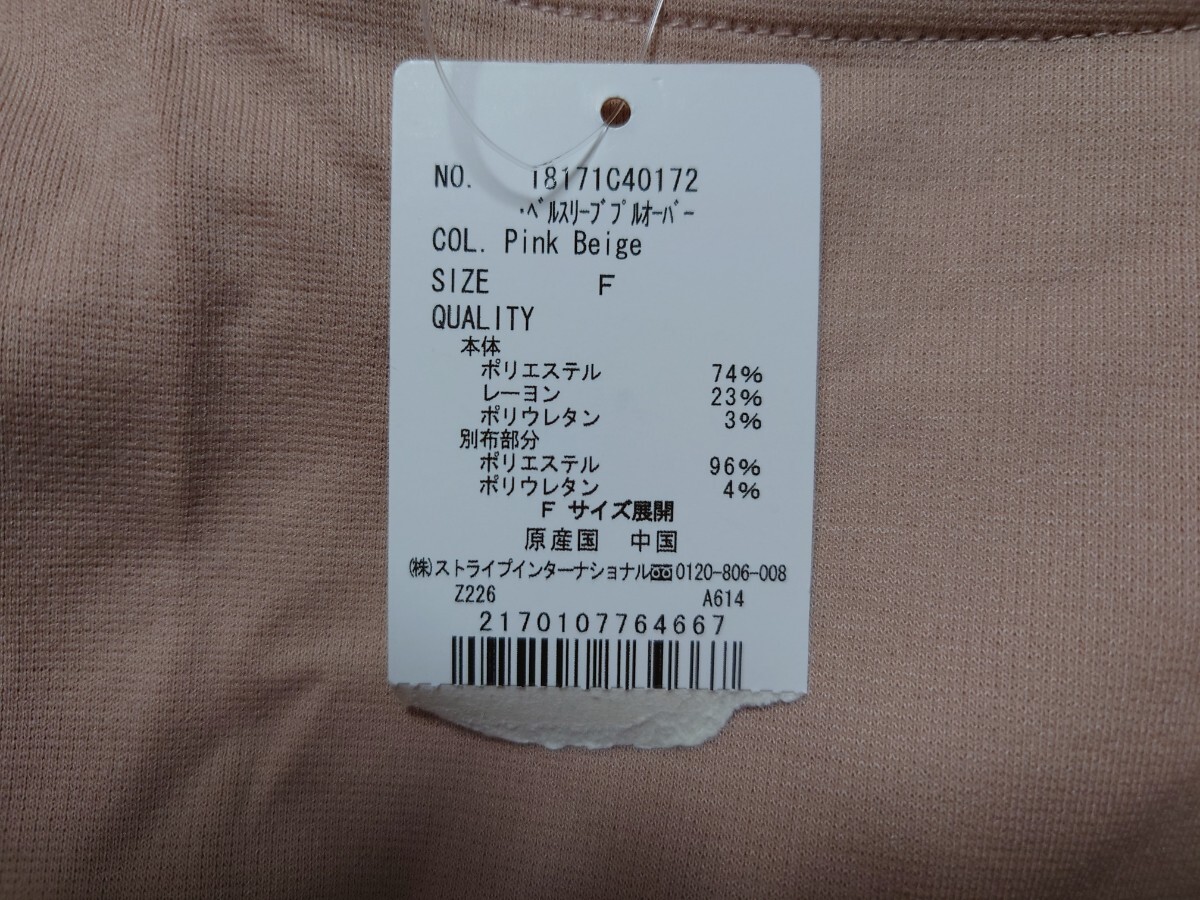 NO. 18171C40172
・ﾍﾞﾙｽﾘｰﾌﾞﾌﾟﾙｵｰﾊﾞｰ
COL. Pink Beige
SIZE F
QUALITY
本体
ポリエステル 74%
レーヨン 23%
ポリウレタン 3%
別布部分
ポリエステル 96%
ポリウレタン 4%
F サイズ展開
原産国 中国
㈱ストライプインターナショナル 0120-806-008
Z226 A614
2170107764667